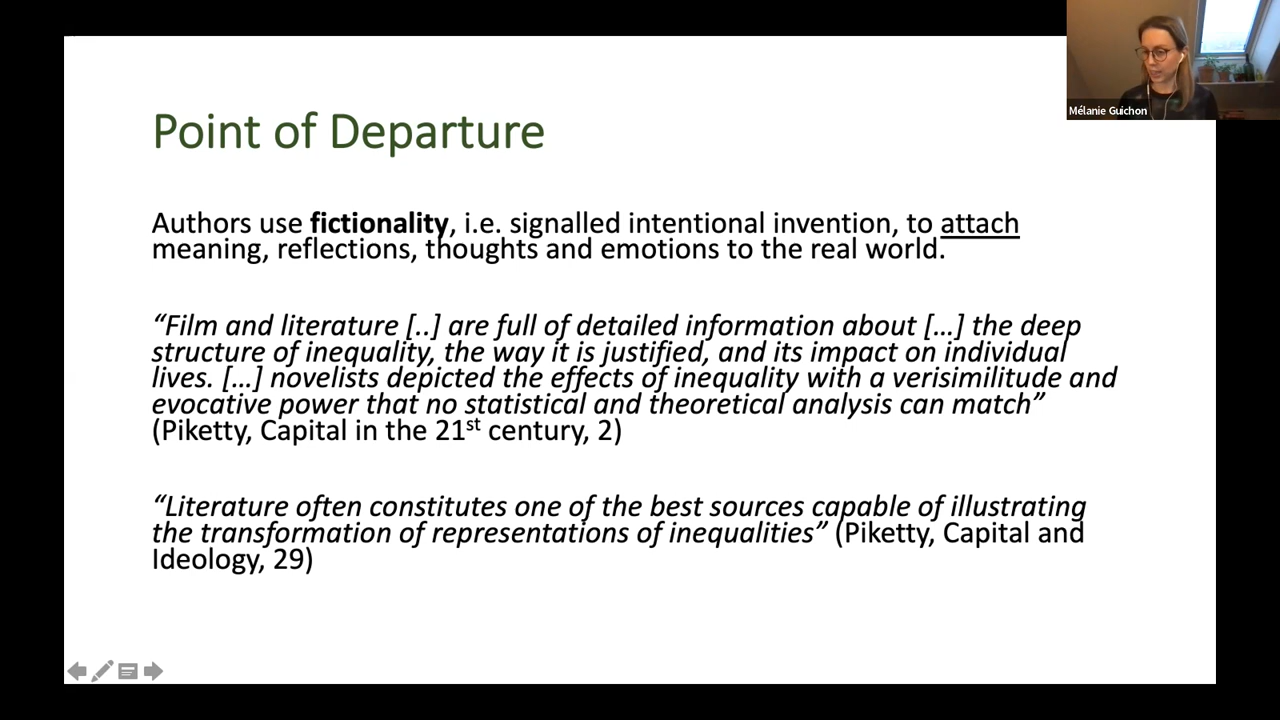 Mélanie Guichon
Point of Departure
Authors use fictionality, i.e. signalled intentional invention, to attach
meaning, reflections, thoughts and emotions to the real world.
“Film and literature [..] are full of detailed information about […] the deep
structure of inequality, the way it is justified, and its impact on individual
lives. […] novelists depicted the effects of inequality with a verisimilitude and
evocative power that no statistical and theoretical analysis can match”
(Piketty, Capital in the 21st century, 2)
“Literature often constitutes one of the best sources capable of illustrating
the transformation of representations of inequalities” (Piketty, Capital and
Ideology, 29)